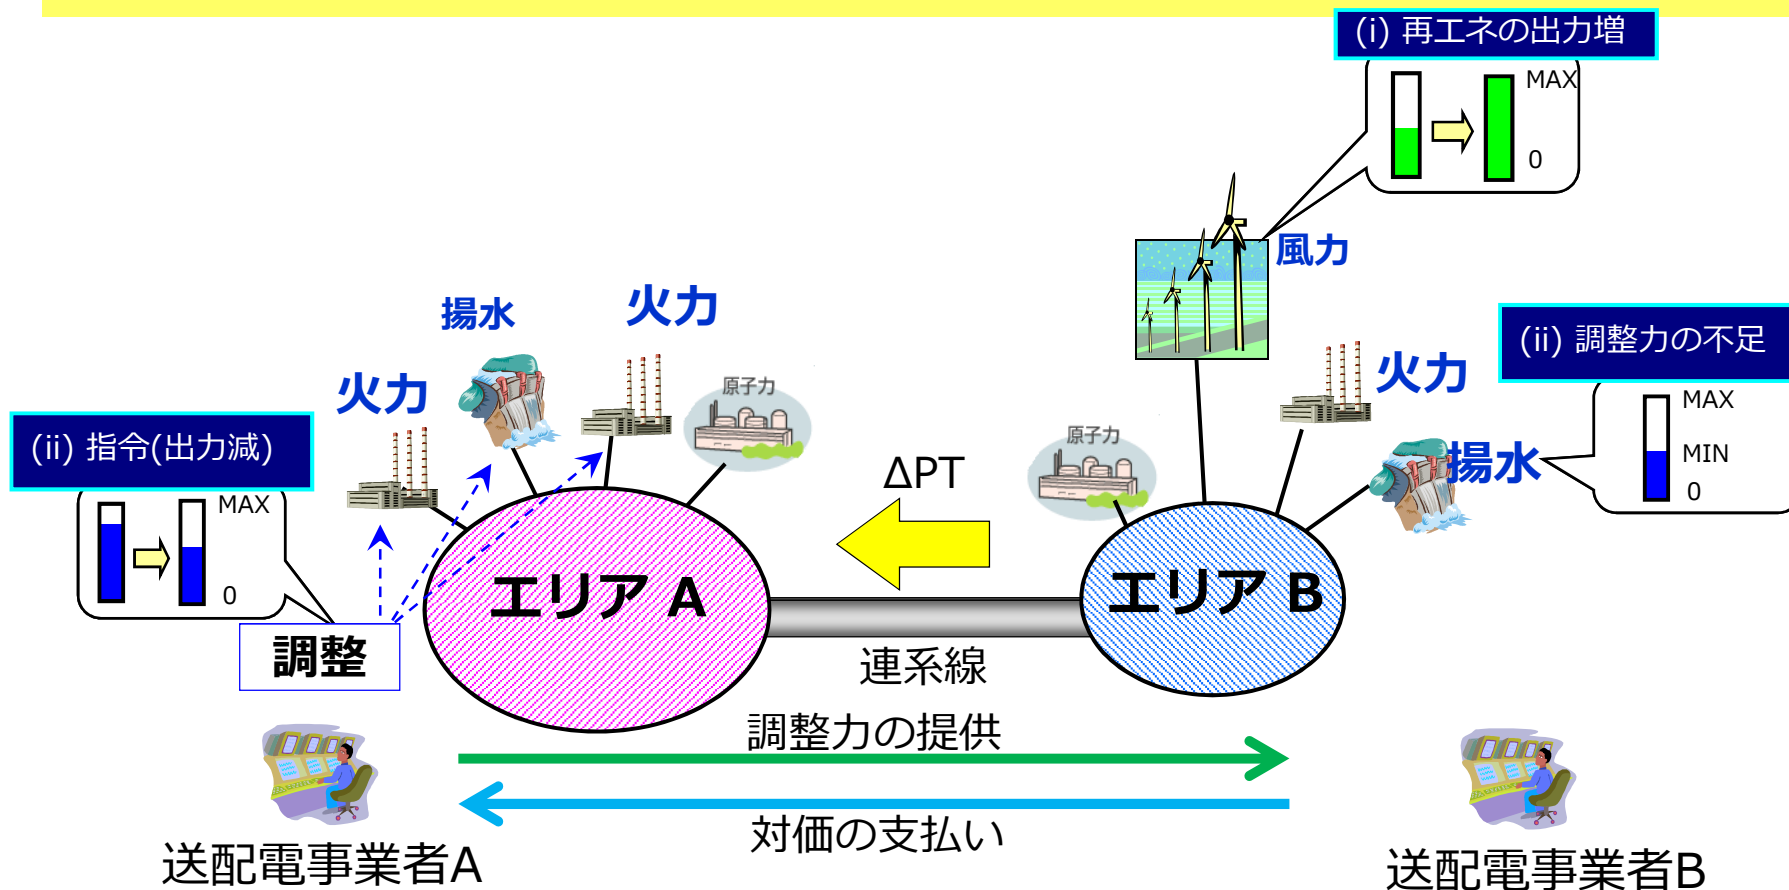 (i) 再エネの出力増
MAX
0
風力
揚水
火力
火力
原子力
(ii) 調整力の不足
MAX
MIN
0
火力
揚水
原子力
(ii) 指令(出力減)
MAX
0
ΔPT
エリア A
エリア B
調整
連系線
調整力の提供
対価の支払い
送配電事業者A
送配電事業者B